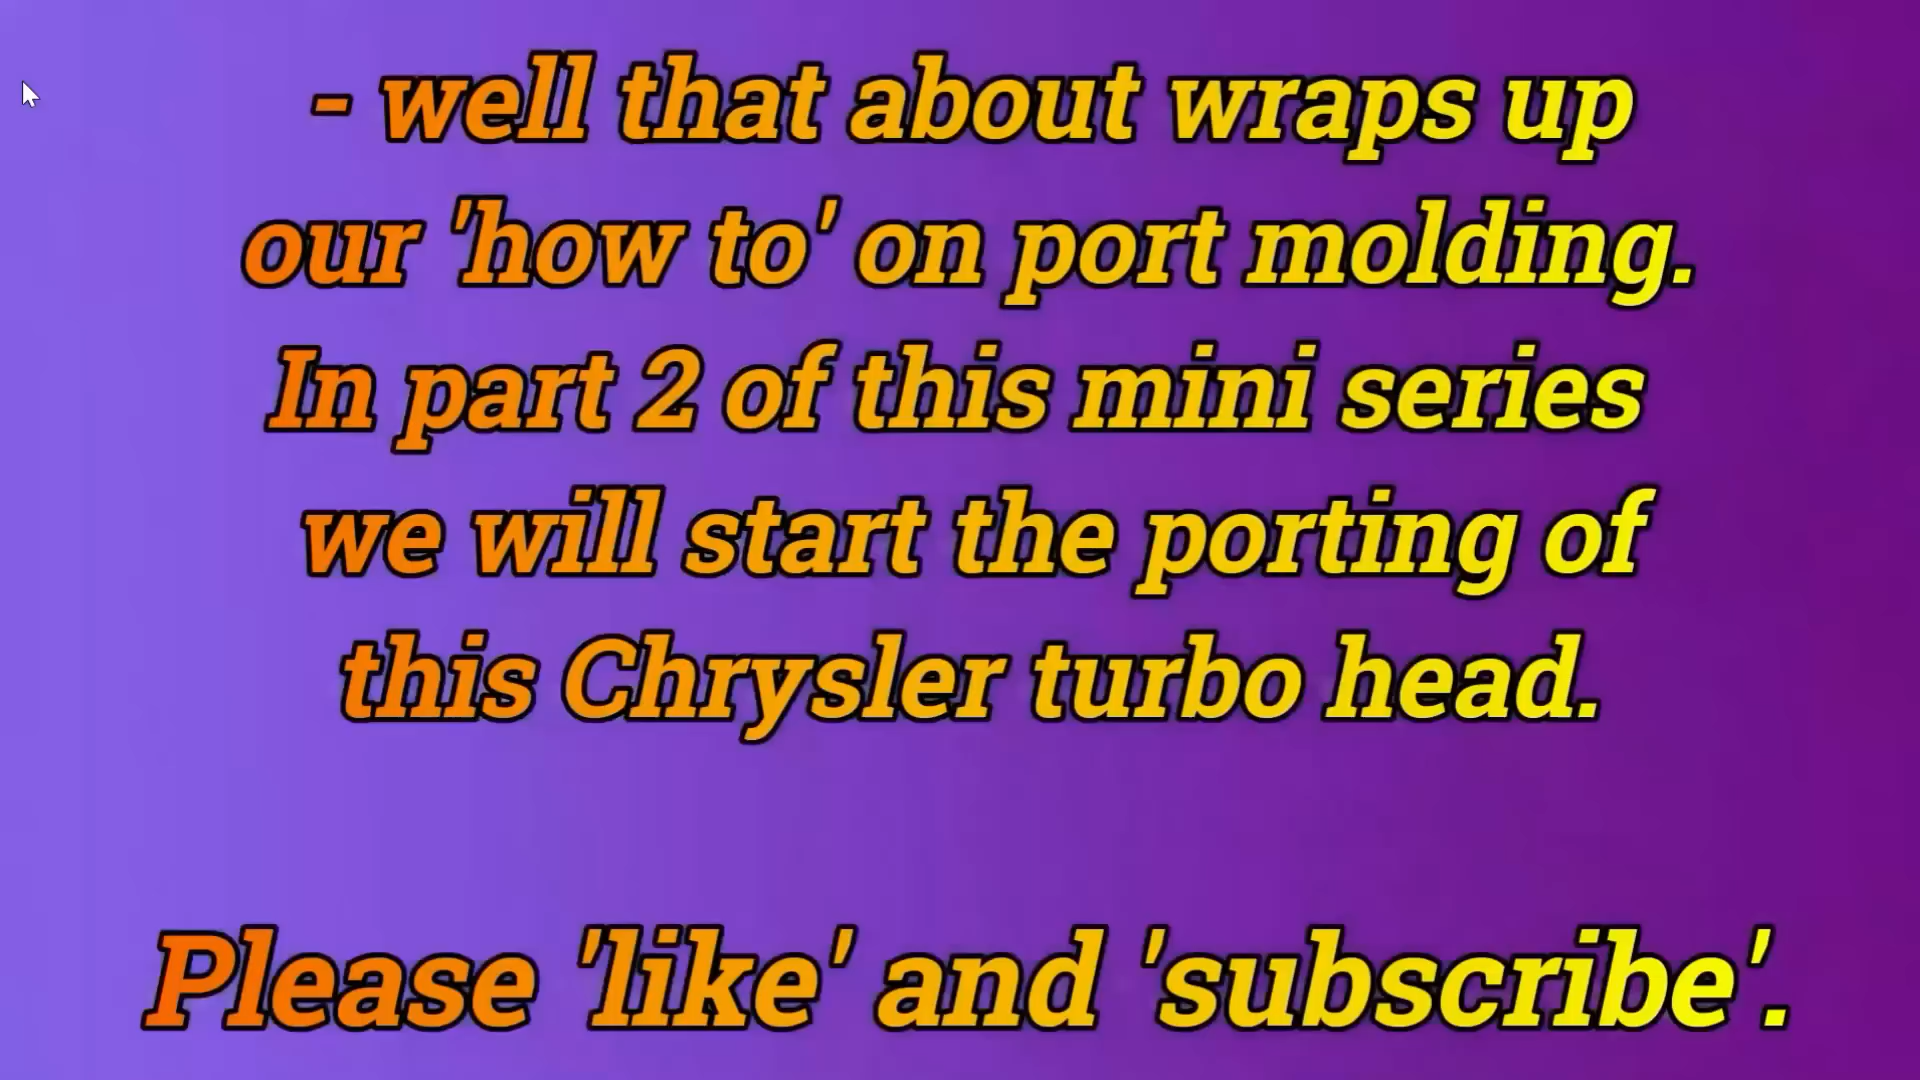 - well that about wraps up
our 'how to' on port molding.
In part 2 of this mini series
we will start the porting of
this Chrysler turbo head.
Please 'like' and 'subscribe'.